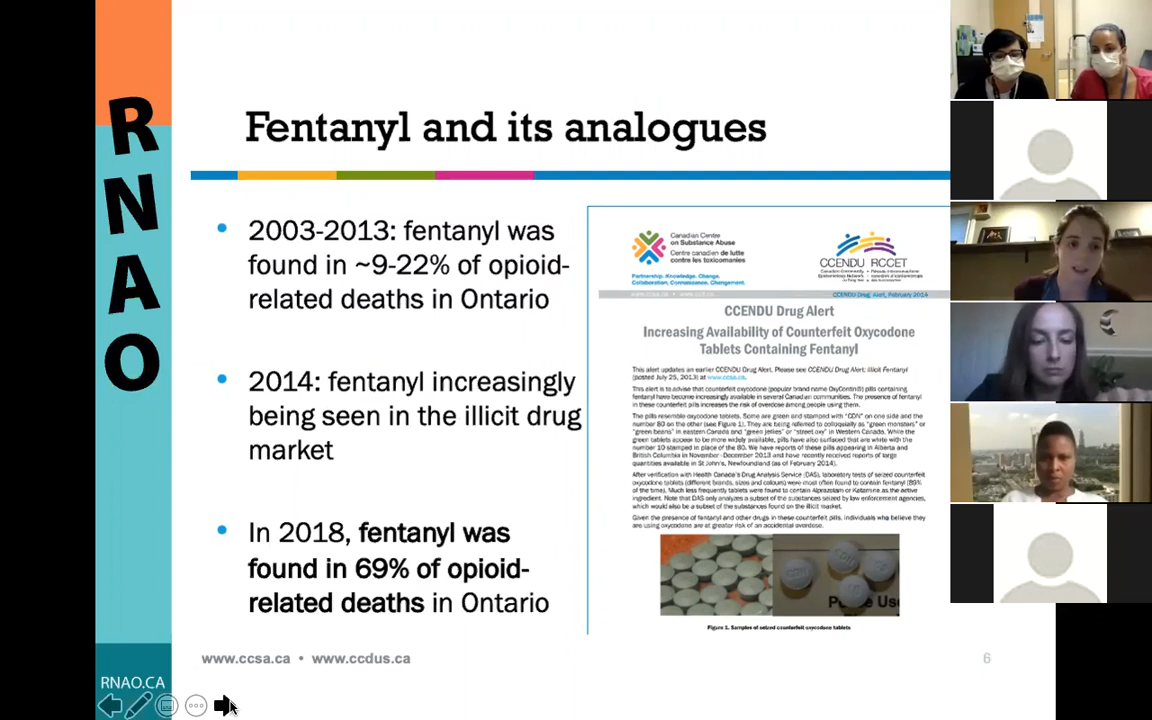 R
N
A
O
RNAO.CA
Fentanyl and its analogues
• 2003-2013: fentanyl was
found in ~9-22% of opioid-
related deaths in Ontario
• 2014: fentanyl increasingly
being seen in the illicit drug
market
• In 2018, fentanyl was
found in 69% of opioid-
related deaths in Ontario
Canadian Centre
on Substance Abuse
Centre canadien de lutte
contre les toxicomanies
Partnership. Knowledge. Change.
Collaboration. Connaissance. Changement.
CCENDU RCCET
www.ccsa.ca • www.ccls.ca
CCENDU Drug Alert, February 2014
CCENDU Drug Alert
Increasing Availability of Counterfeit Oxycodone
Tablets Containing Fentanyl
This alert updates an earlier CCENDU Drug Alert. Please see CCENDU Drug Alert: Illicit Fentanyl
(posted July 25, 2013) at www.ccsa.ca.
This alert is to advise that counterfeit oxycodone (popular brand name OxyContin®) pills containing
fentanyl have become increasingly available in several Canadian communities. The presence of fentanyl
in these counterfeit pills increases the risk of overdose among people using them.
The pills resemble oxycodone tablets. Some are green and stamped with "CDN" on one side and the
number 80 on the other (see Figure 1). They are being referred to colloquially as "green monsters" or
"green beans" in eastern Canada and "green jellies" or "street oxy" in Western Canada. While the
green tablets appear to be more widely available, pills have also surfaced that are white with the
number 10 stamped in place of the 80. We have reports of these pills appearing in Alberta and
British Columbia in November-December 2013 and have recently received reports of large
quantities available in St John's, Newfoundland (as of February 2014).
After verification with Health Canada's Drug Analysis Service (DAS), laboratory tests of seized counterfeit
oxycodone tablets (different brands, sizes and colours) were most often found to contain fentanyl (89%
of the time). Much less frequently tablets were found to contain Alprazolam or Ketamine as the active
ingredient. Note that DAS only analyzes a subset of the substances seized by law enforcement agencies,
which would also be a subset of the substances found on the illicit market.
Given the presence of fentanyl and other drugs in these counterfeit pills, individuals who believe they
are using oxycodone are at greater risk of an accidental overdose.
Figure 1. Samples of seized counterfeit oxycodone tablets
www.ccsa.ca • www.ccdus.ca
6